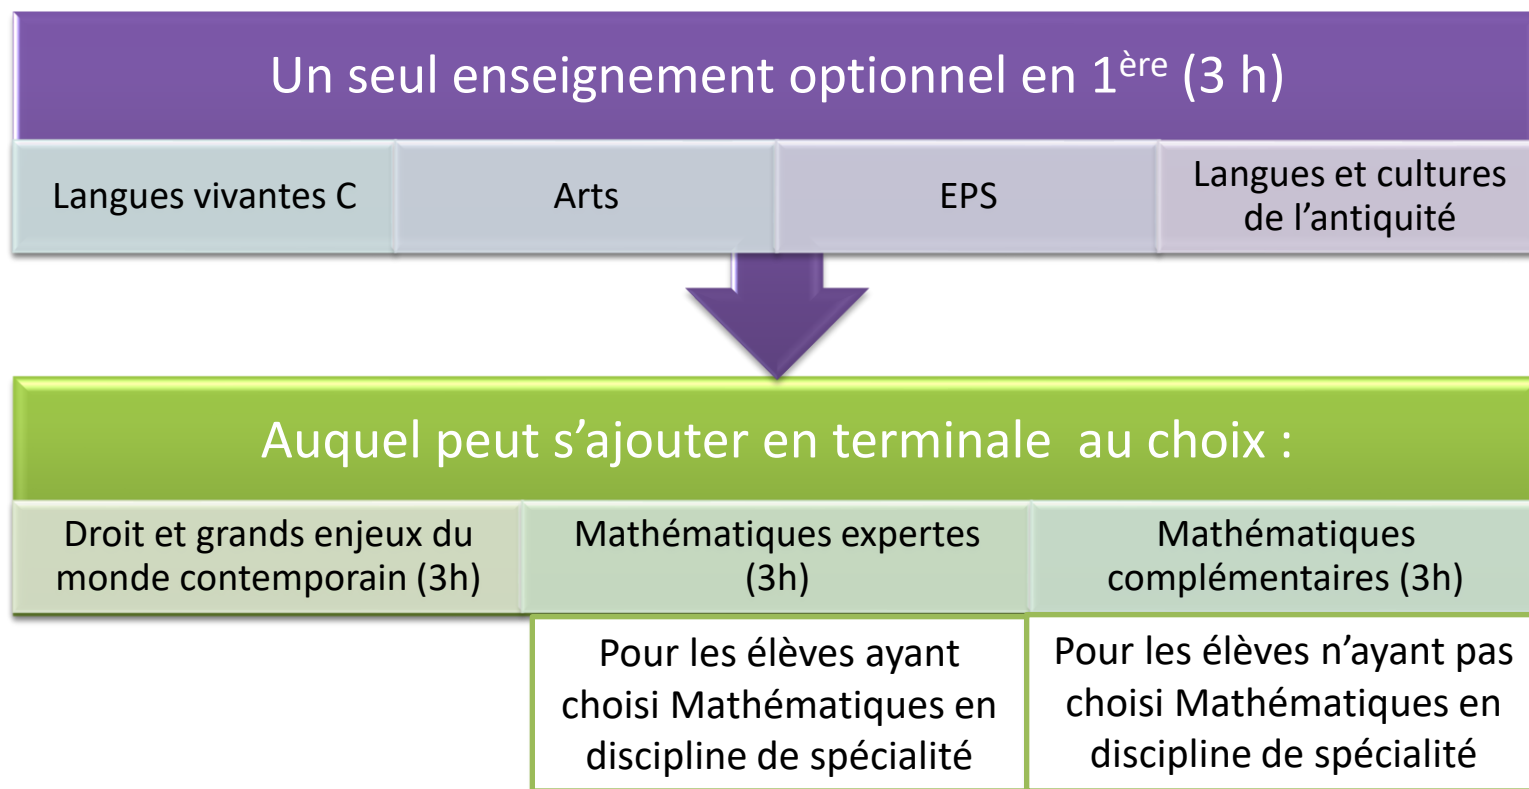 Un seul enseignement optionnel en 1ère (3 h)
Langues vivantes C
Arts
EPS
Langues et cultures
de l’antiquité
Auquel peut s’ajouter en terminale  au choix :
Droit et grands enjeux du
monde contemporain (3h)
Mathématiques expertes
(3h)
Mathématiques
complémentaires (3h)
Pour les élèves ayant
choisi Mathématiques en
discipline de spécialité
Pour les élèves n’ayant pas
choisi Mathématiques en
discipline de spécialité